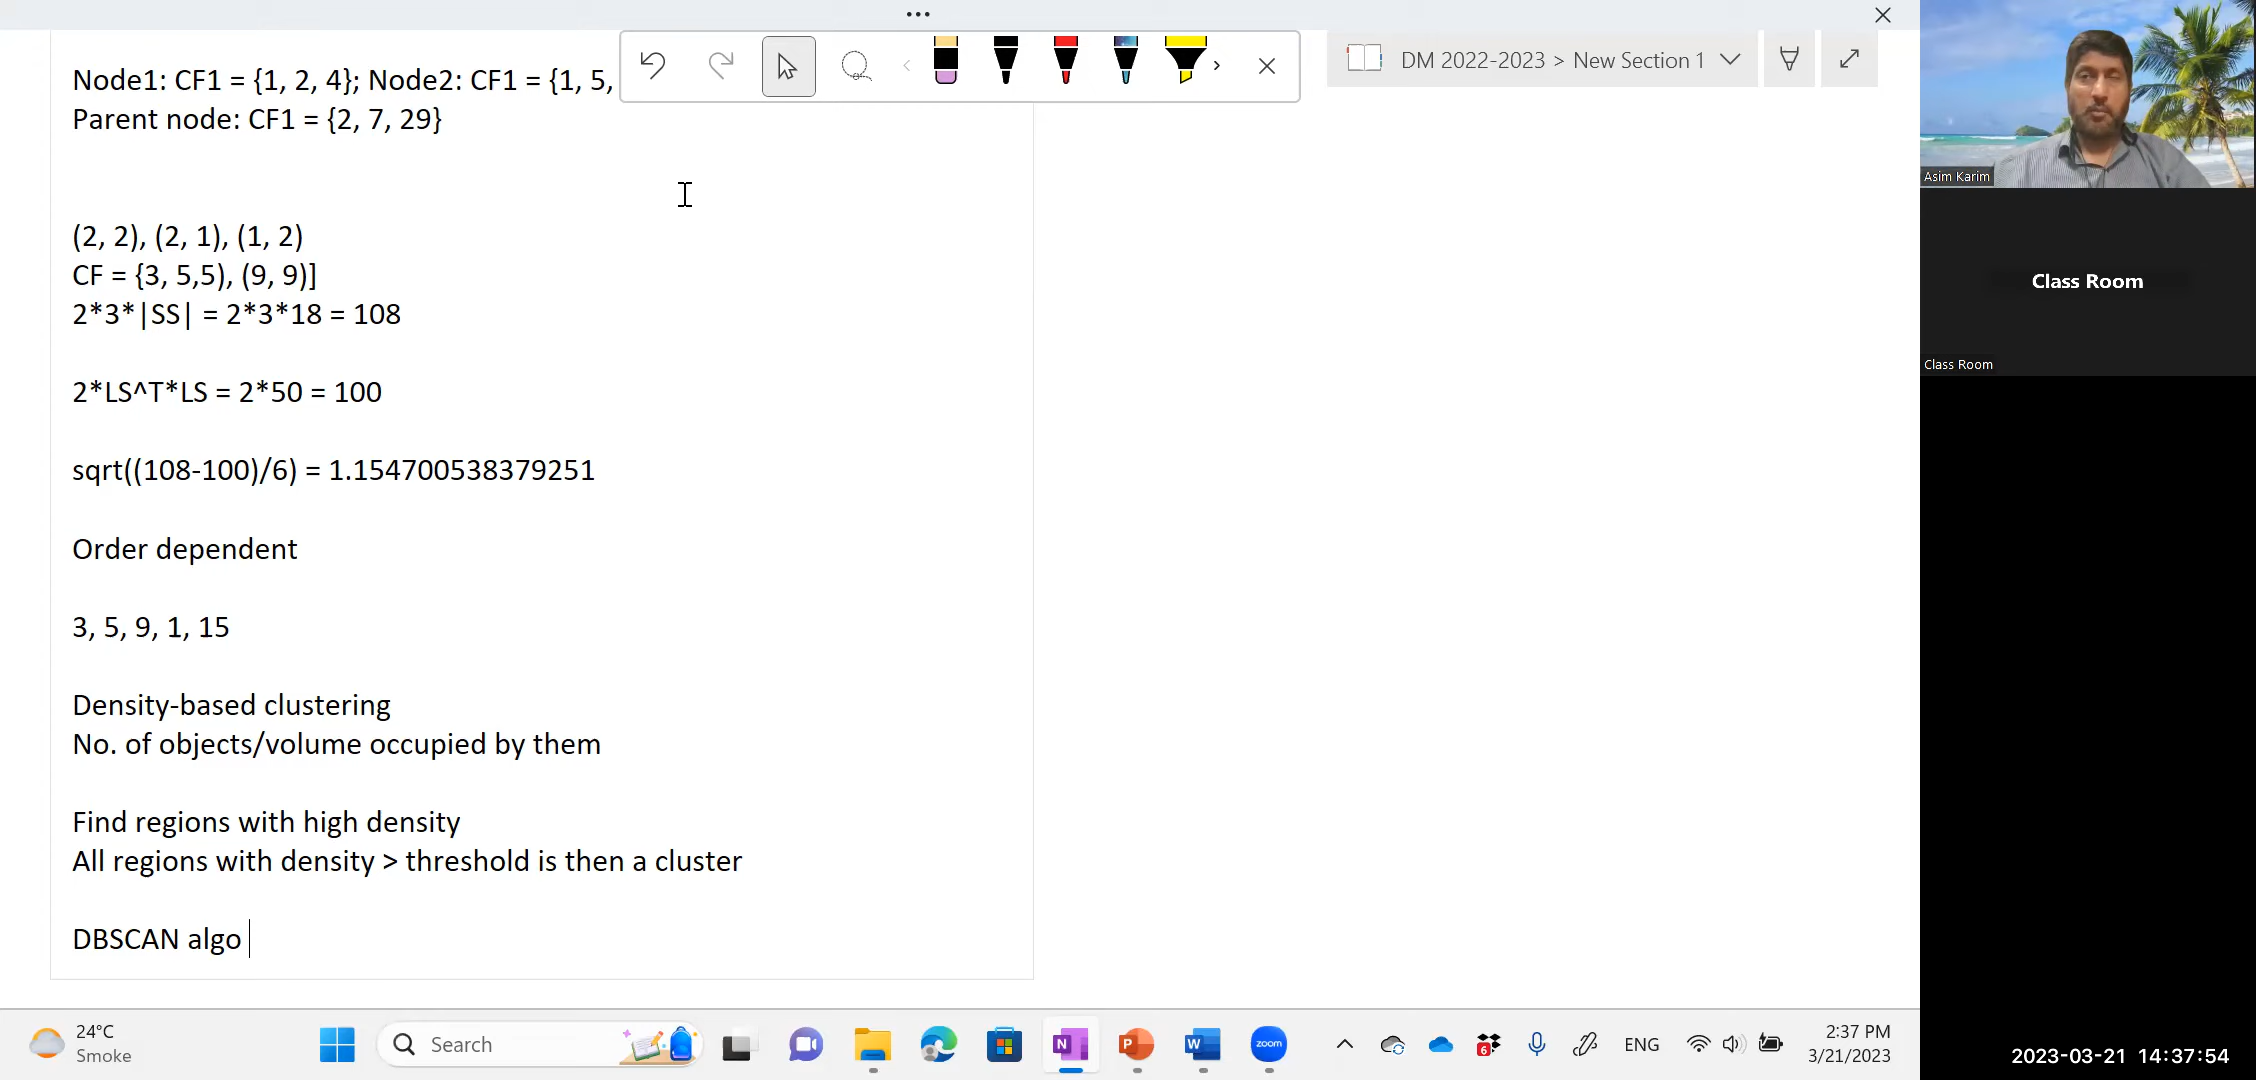 Node1: CF1 = {1, 2, 4}; Node2: CF1 = {1, 5,
Parent node: CF1 = {2, 7, 29}
(2, 2), (2, 1), (1, 2)
CF = {3, 5,5), (9, 9)]
2*3*|SS| = 2*3*18 = 108
2*LS^T*LS = 2*50 = 100
sqrt((108-100)/6) = 1.154700538379251
Order dependent
3, 5, 9, 1, 15
Density-based clustering
No. of objects/volume occupied by them
Find regions with high density
All regions with density > threshold is then a cluster
DBSCAN algo
DM 2022-2023 > New Section 1
Asim Karim
Class Room
Class Room
24°C
Smoke
Search
N
P
W
zoom
6
ENG
2:37 PM
3/21/2023
2023-03-21 14:37:54